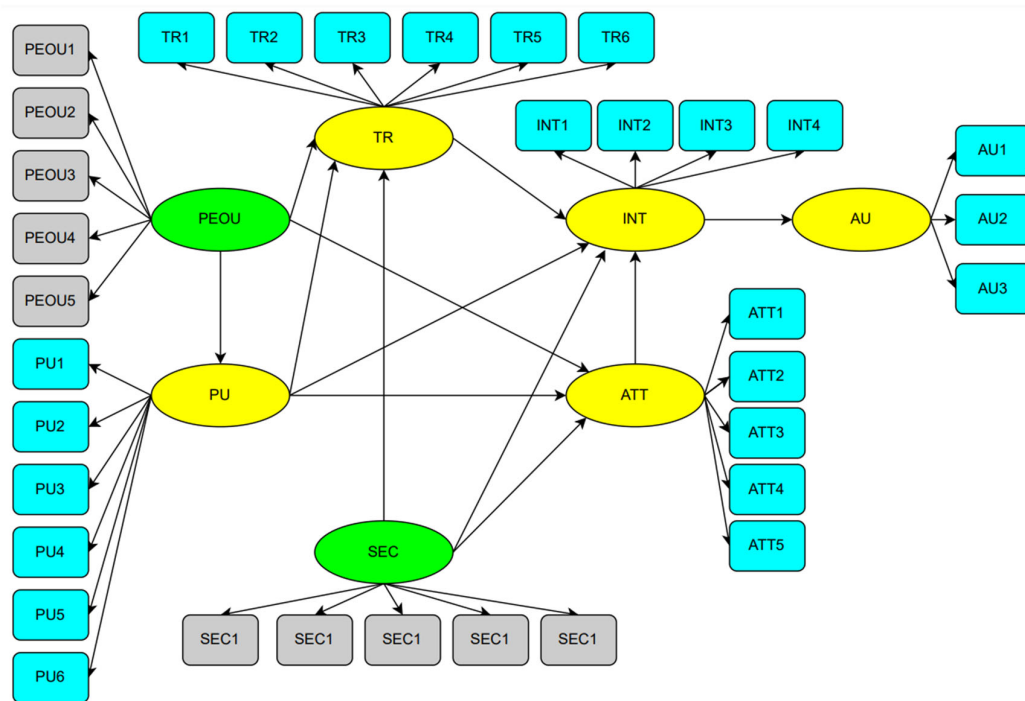 TR1 TR2 TR3 TR4 TR5 TR6
PEOU1
PEOU2
PEOU3
PEOU4
PEOU5
TR
INT1 INT2 INT3 INT4
PEOU
INT
AU
AU1
AU2
AU3
PU1
PU2
PU3
PU4
PU5
PU6
PU
ATT
ATT1
ATT2
ATT3
ATT4
ATT5
SEC
SEC1 SEC1 SEC1 SEC1 SEC1